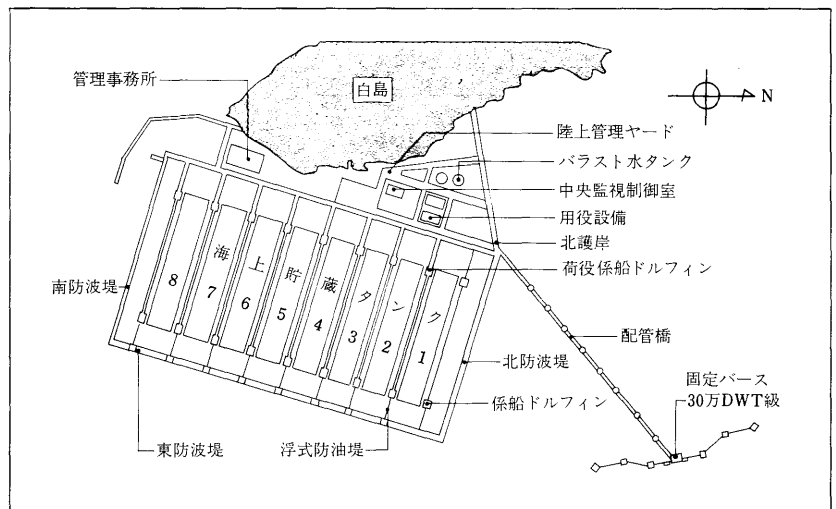 管理事務所
白島
N
陸上管理ヤード
バラスト水タンク
中央監視制御室
用役設備
北護岸
荷役係船ドルフィン
配管橋
固定バース
30万DWT級
海上貯蔵タンク
8 7 6 5 4 3 2 1
南防波堤
北防波堤
係船ドルフィン
東防波堤
浮式防油堤